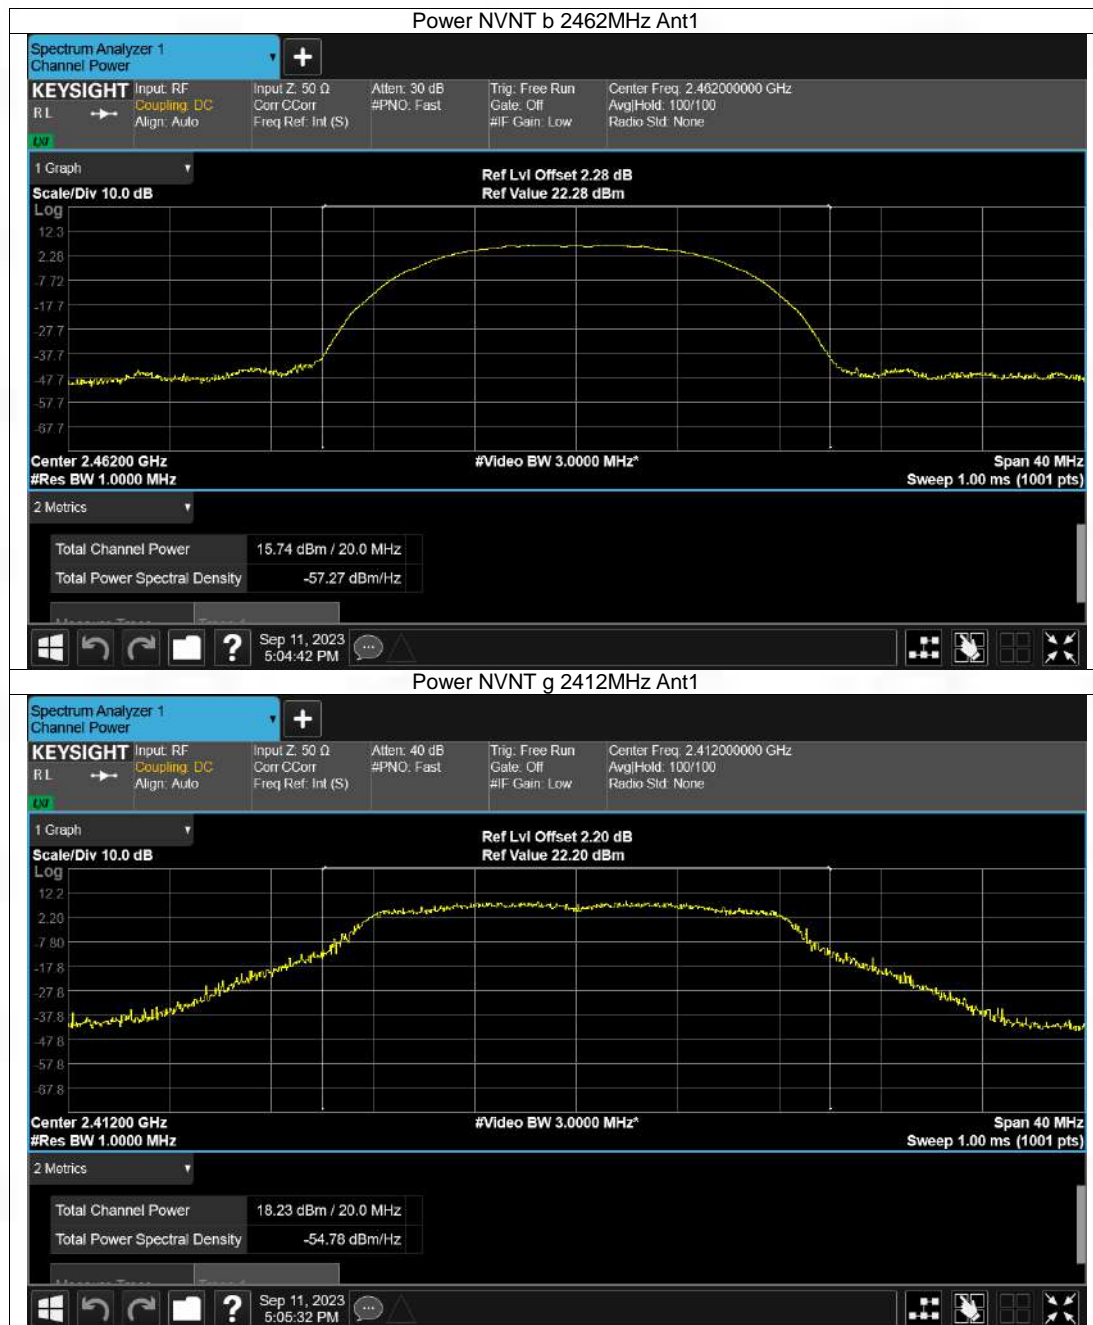 Power NVNT b 2462MHz Ant1
Spectrum Analyzer 1
Channel Power
+
KEYSIGHT Input: RF Input Z: 50 Ω Atten: 30 dB Trig: Free Run Center Freq: 2.462000000 GHz
R L Coupling: DC Corr CCorr #PNO: Fast Gate: Off Avg|Hold: 100/100
Align: Auto Freq Ref: Int (S) #IF Gain: Low Radio Std: None
LXI
1 Graph
Ref Lvl Offset 2.28 dB
Scale/Div 10.0 dB Ref Value 22.28 dBm
Log
12.3
2.28
-7.72
-17.7
-27.7
-37.7
-47.7
-57.7
-67.7
Center 2.46200 GHz #Video BW 3.0000 MHz* Span 40 MHz
#Res BW 1.0000 MHz Sweep 1.00 ms (1001 pts)
2 Metrics
Total Channel Power 15.74 dBm / 20.0 MHz
Total Power Spectral Density -57.27 dBm/Hz
Measure Trace Trace 1
? Sep 11, 2023
5:04:42 PM
Power NVNT g 2412MHz Ant1
Spectrum Analyzer 1
Channel Power
+
KEYSIGHT Input: RF Input Z: 50 Ω Atten: 40 dB Trig: Free Run Center Freq: 2.412000000 GHz
R L Coupling: DC Corr CCorr #PNO: Fast Gate: Off Avg|Hold: 100/100
Align: Auto Freq Ref: Int (S) #IF Gain: Low Radio Std: None
LXI
1 Graph
Ref Lvl Offset 2.20 dB
Scale/Div 10.0 dB Ref Value 22.20 dBm
Log
12.2
2.20
-7.80
-17.8
-27.8
-37.8
-47.8
-57.8
-67.8
Center 2.41200 GHz #Video BW 3.0000 MHz* Span 40 MHz
#Res BW 1.0000 MHz Sweep 1.00 ms (1001 pts)
2 Metrics
Total Channel Power 18.23 dBm / 20.0 MHz
Total Power Spectral Density -54.78 dBm/Hz
? Sep 11, 2023
5:05:32 PM